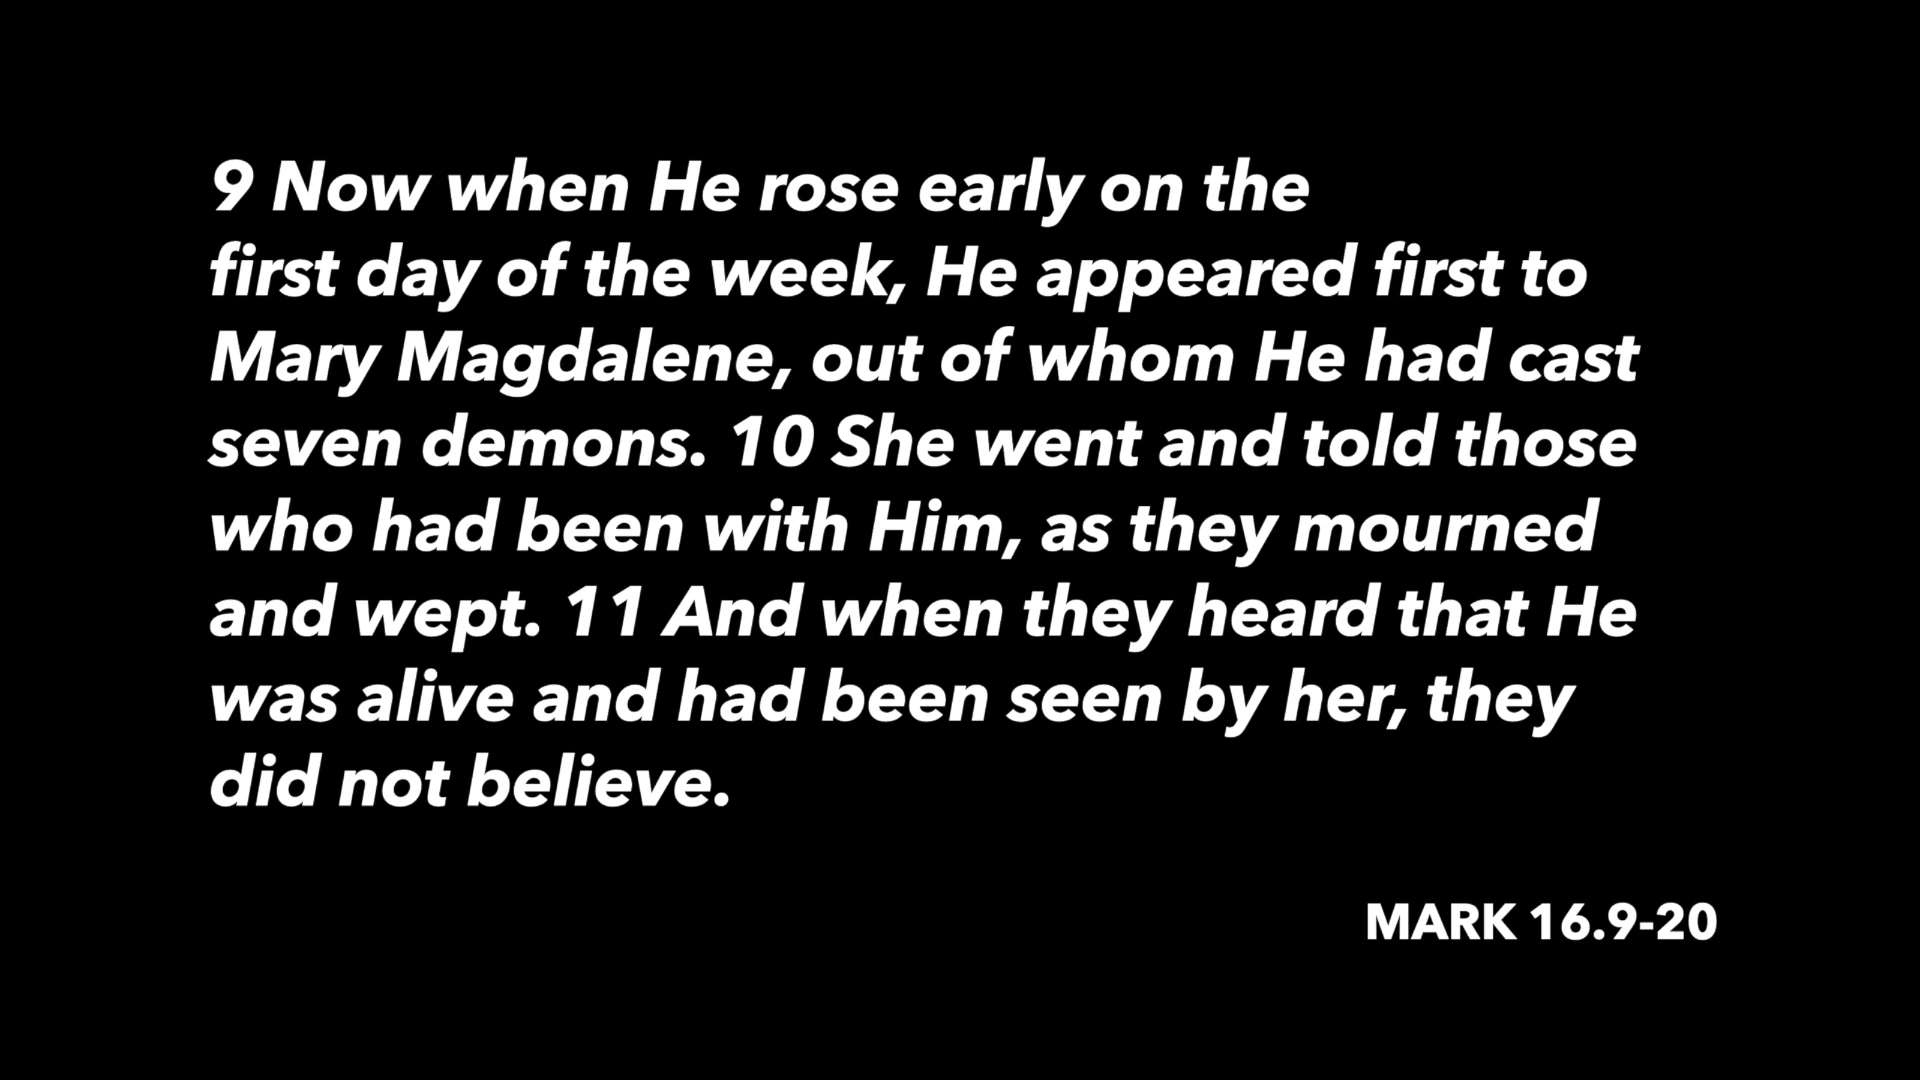 9 Now when He rose early on the
first day of the week, He appeared first to
Mary Magdalene, out of whom He had cast
seven demons. 10 She went and told those
who had been with Him, as they mourned
and wept. 11 And when they heard that He
was alive and had been seen by her, they
did not believe.
MARK 16.9-20